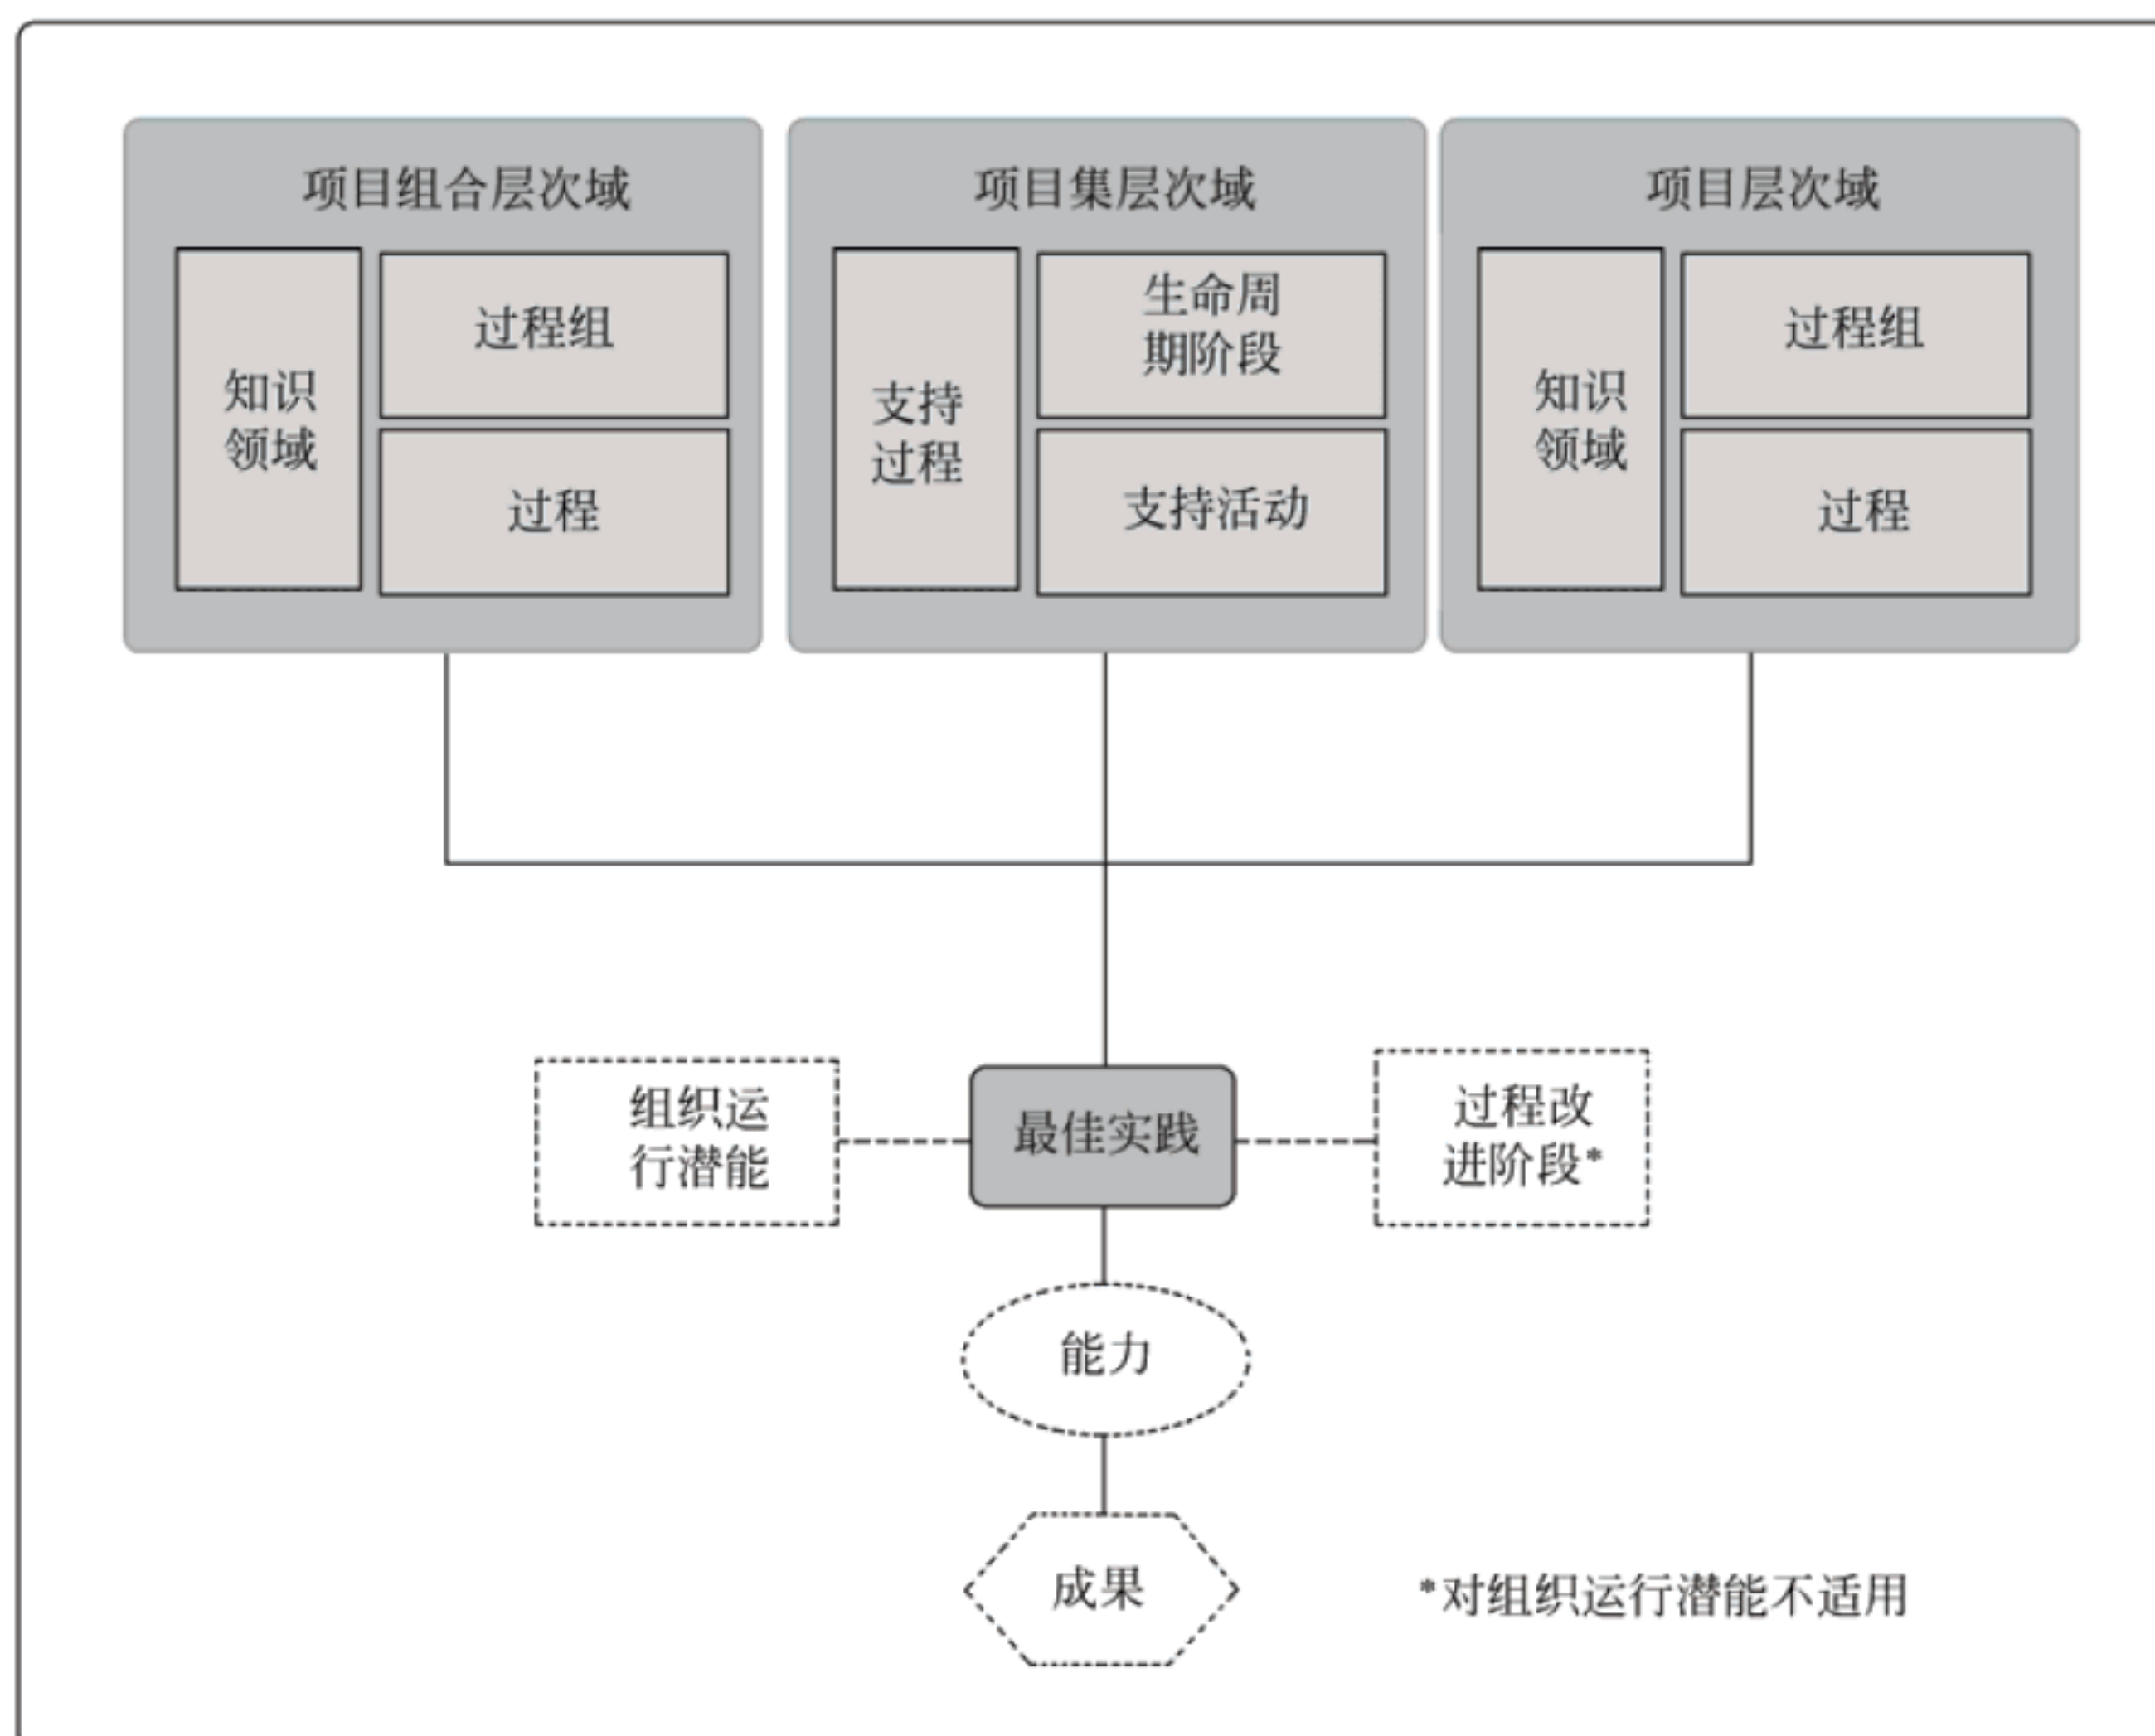 项目组合层次域
知识
领域
过程组
过程
项目集层次域
支持
过程
生命周
期阶段
支持活动
项目层次域
知识
领域
过程组
过程
组织运
行潜能
最佳实践
过程改
进阶段*
能力
成果
*对组织运行潜能不适用